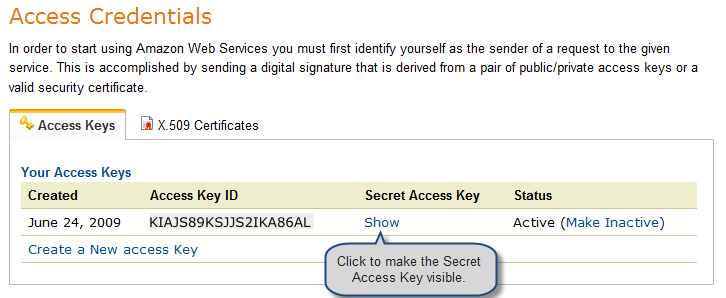 Access Credentials
In order to start using Amazon Web Services you must first identify yourself as the sender of a request to the given
service. This is accomplished by sending a digital signature that is derived from a pair of public/private access keys or a
valid security certificate.
Access Keys X.509 Certificates
Your Access Keys
Created Access Key ID Secret Access Key Status
June 24, 2009 KIAJS89KSJJS2IKA86AL Show Active (Make Inactive)
Create a New access Key
Click to make the Secret
Access Key visible.